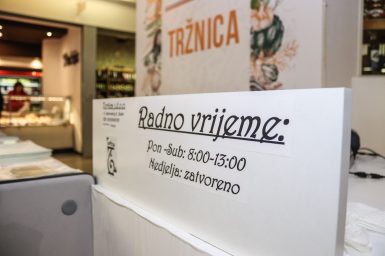 TRŽNICA
Radno vrijeme:
Pon -Sub: 8:00-13:00
Nedjelja: zatvoreno